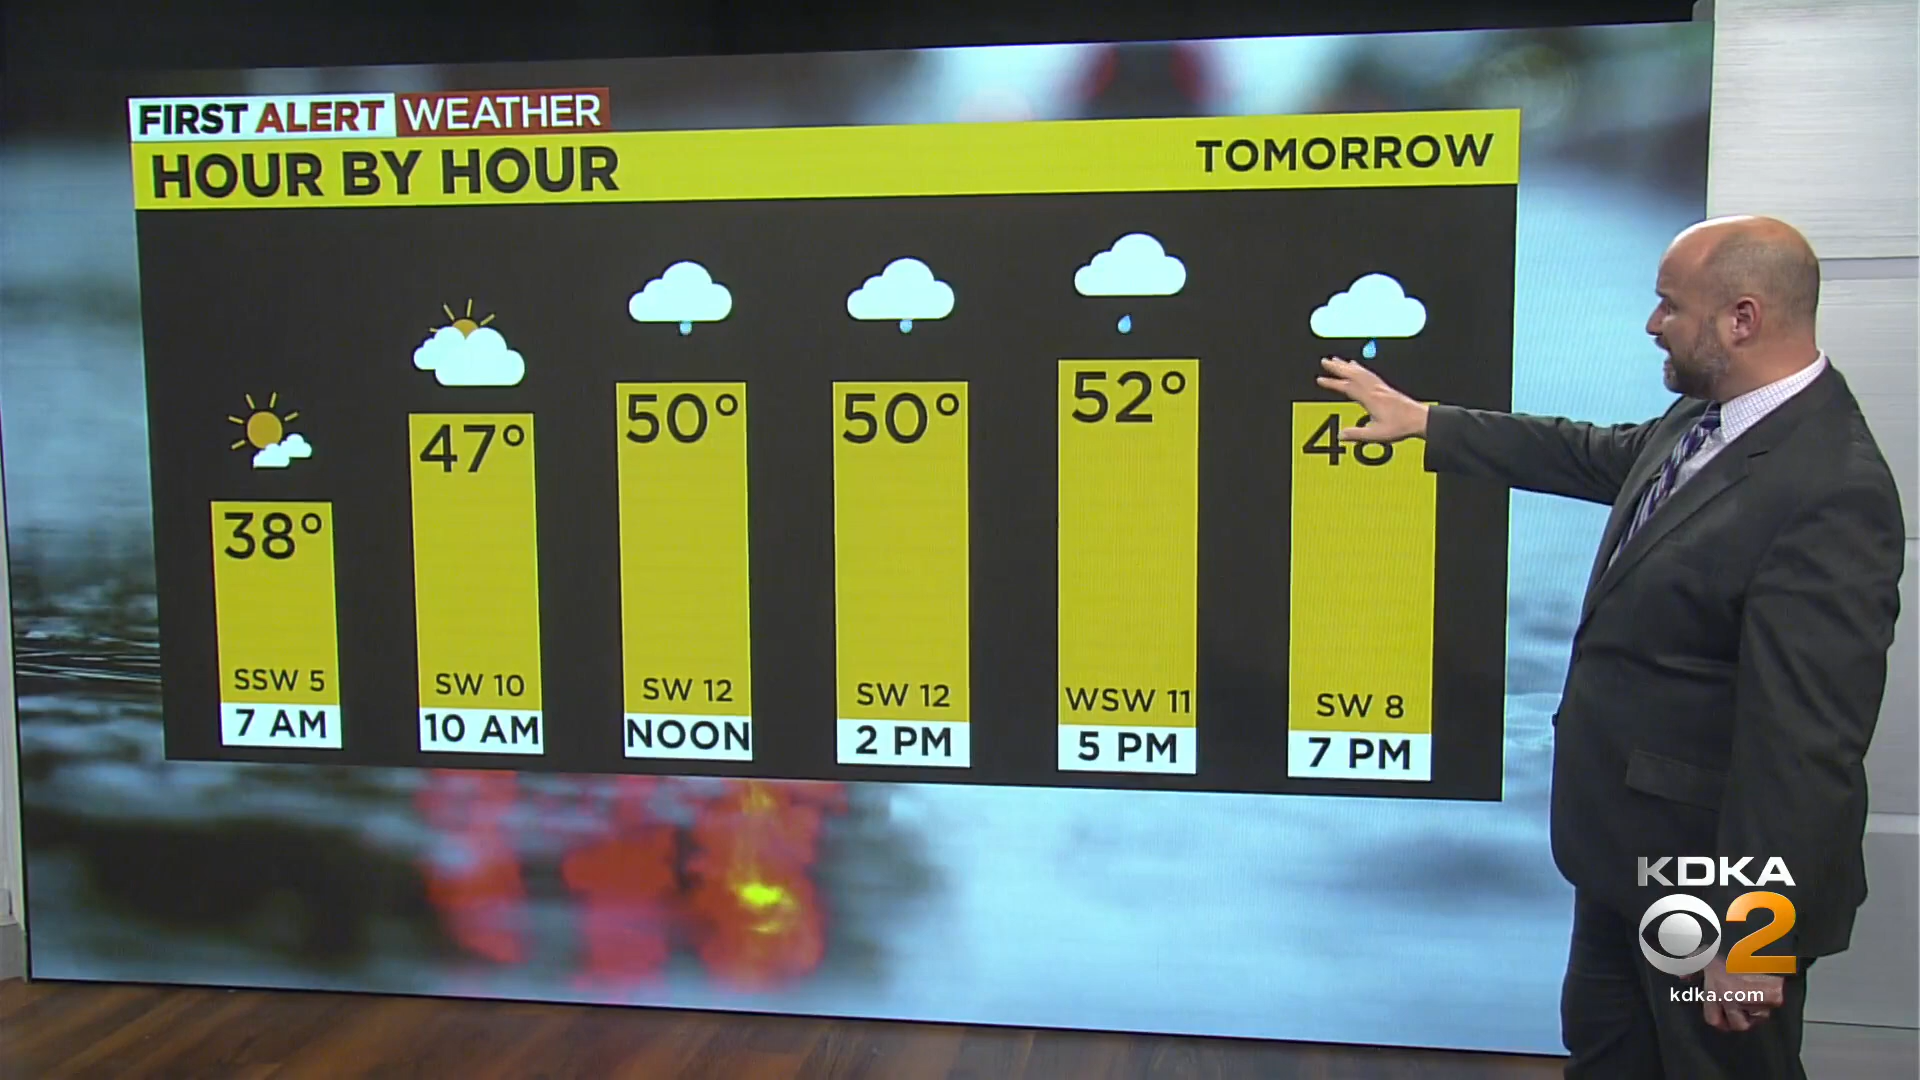 FIRST ALERT WEATHER
HOUR BY HOUR
TOMORROW
38°
47°
50°
50°
52°
48
SSW 5
SW 10
SW 12
SW 12
WSW 11
SW 8
7 AM
10 AM
NOON
2 PM
5 PM
7 PM
KDKA
2
kdka.com